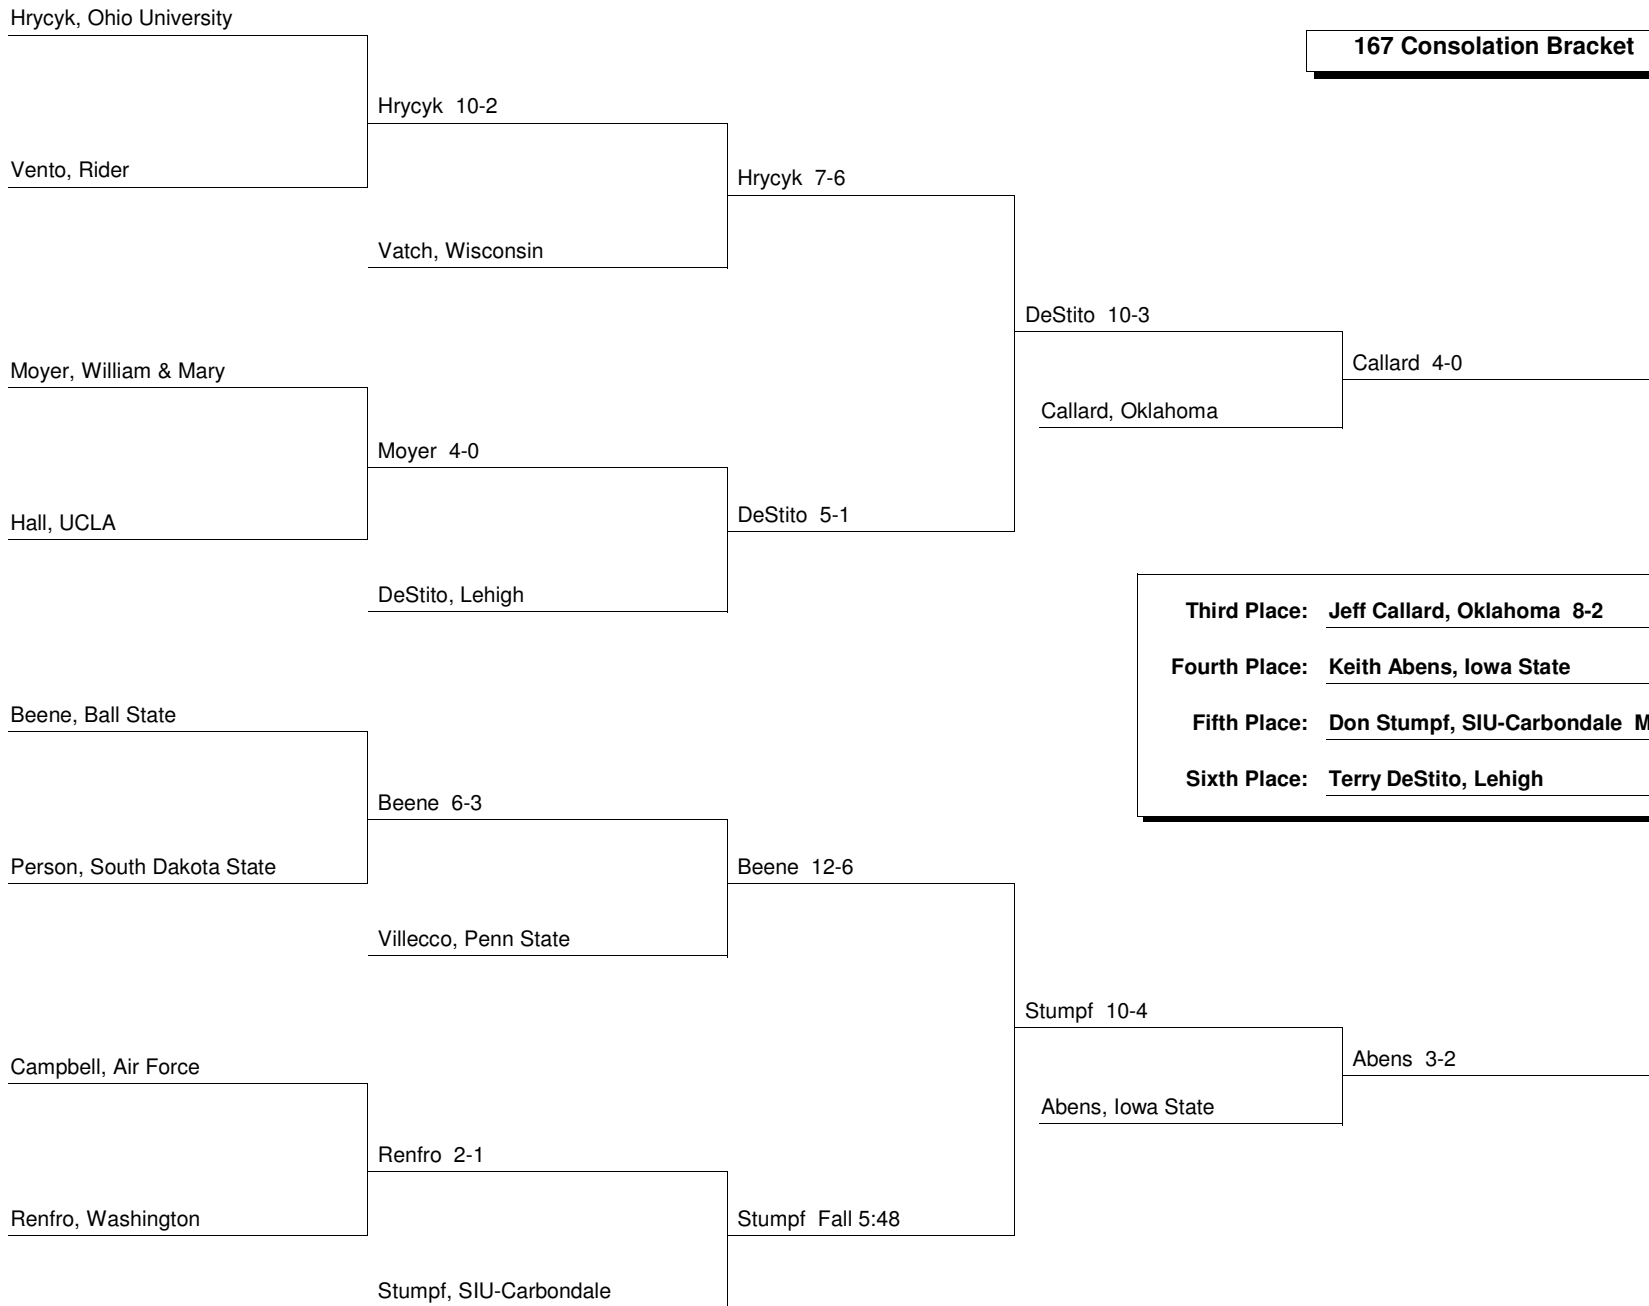 Hrycyk, Ohio University
167 Consolation Bracket
Hrycyk 10-2
Vento, Rider
Hrycyk 7-6
Vatch, Wisconsin
DeStito 10-3
Moyer, William & Mary
Callard 4-0
Callard, Oklahoma
Moyer 4-0
Hall, UCLA
DeStito 5-1
DeStito, Lehigh
Third Place: Jeff Callard, Oklahoma 8-2
Fourth Place: Keith Abens, Iowa State
Fifth Place: Don Stumpf, SIU-Carbondale M
Sixth Place: Terry DeStito, Lehigh
Beene, Ball State
Beene 6-3
Person, South Dakota State
Beene 12-6
Villecco, Penn State
Stumpf 10-4
Campbell, Air Force
Abens 3-2
Abens, Iowa State
Renfro 2-1
Renfro, Washington
Stumpf Fall 5:48
Stumpf, SIU-Carbondale